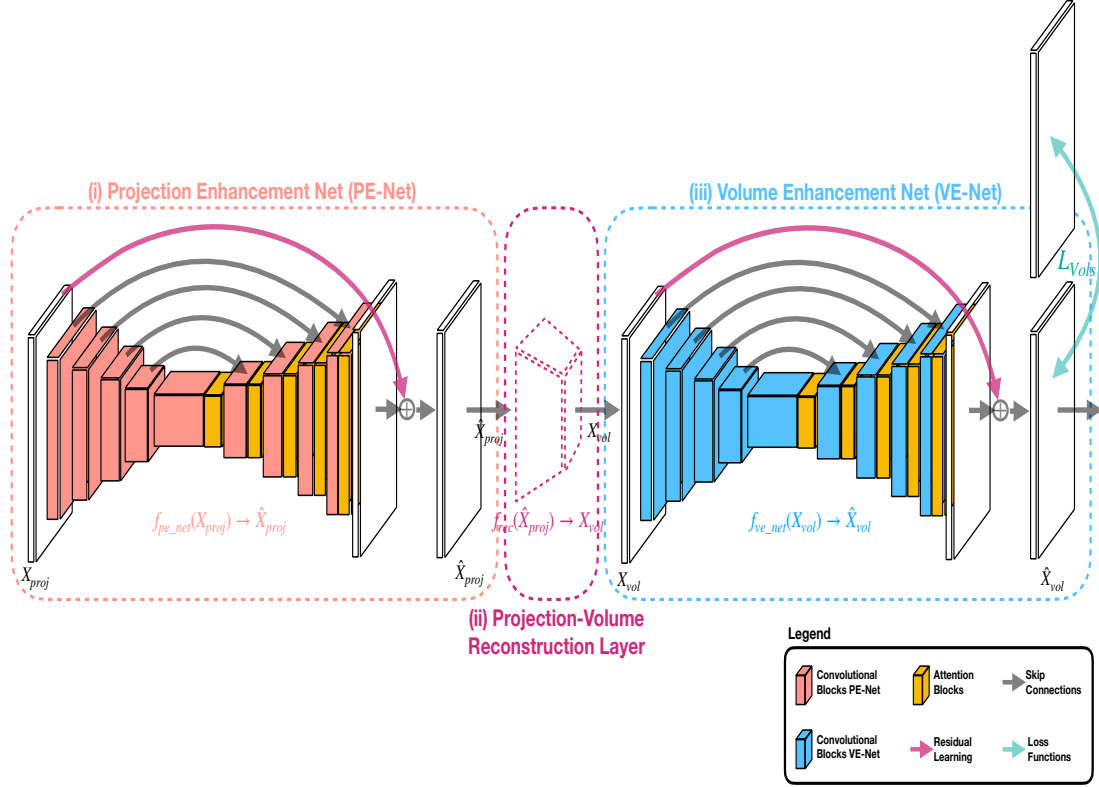 (i) Projection Enhancement Net (PE-Net)
(iii) Volume Enhancement Net (VE-Net)
L_Vols
X̂_proj
X_vol
f_pe_net(X_proj) → X̂_proj
f_rec(X̂_proj) → X_vol
f_ve_net(X_vol) → X̂_vol
X_proj
X̂_proj
X_vol
X̂_vol
(ii) Projection-Volume
Reconstruction Layer
Legend
Convolutional
Blocks PE-Net
Attention
Blocks
Skip
Connections
Convolutional
Blocks VE-Net
Residual
Learning
Loss
Functions